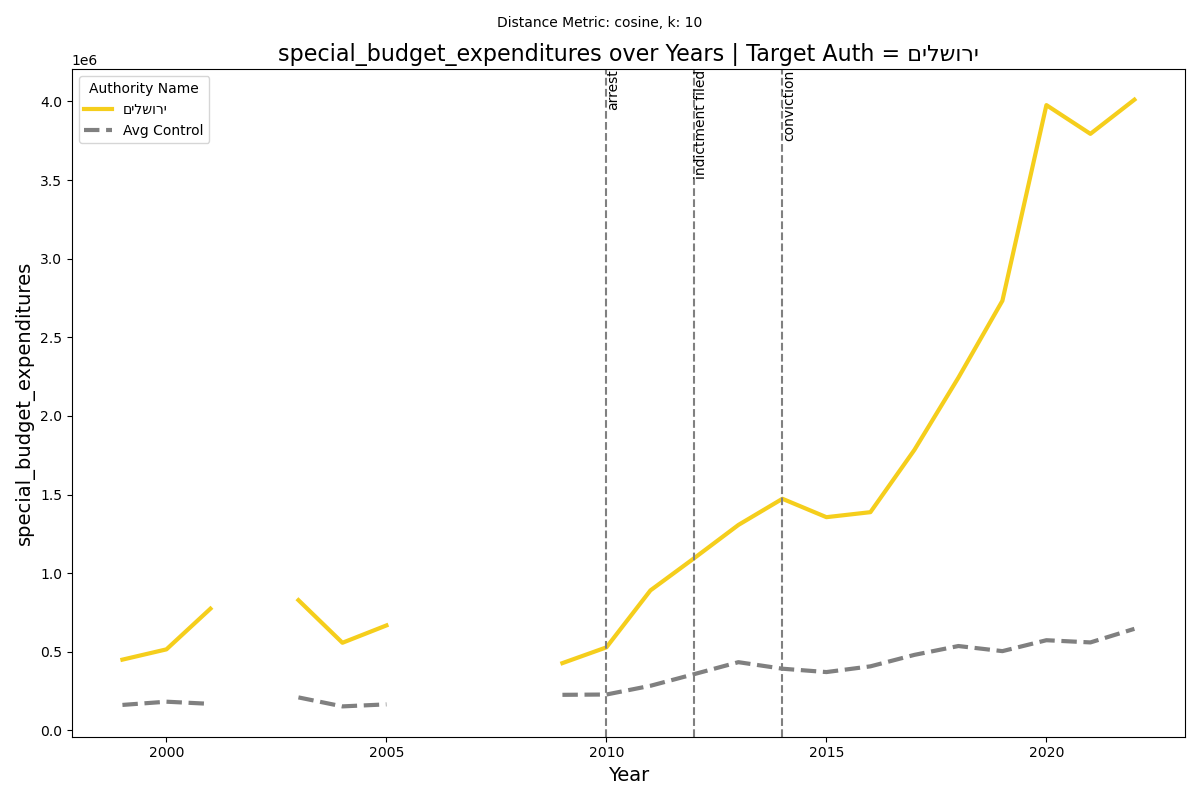 Distance Metric: cosine, k: 10
special_budget_expenditures over Years | Target Auth = ירושלים
1e6
Authority Name
ירושלים
Avg Control
arrest
indictment filed
conviction
4.0
3.5
3.0
2.5
2.0
1.5
1.0
0.5
0.0
special_budget_expenditures
2000
2005
2010
2015
2020
Year